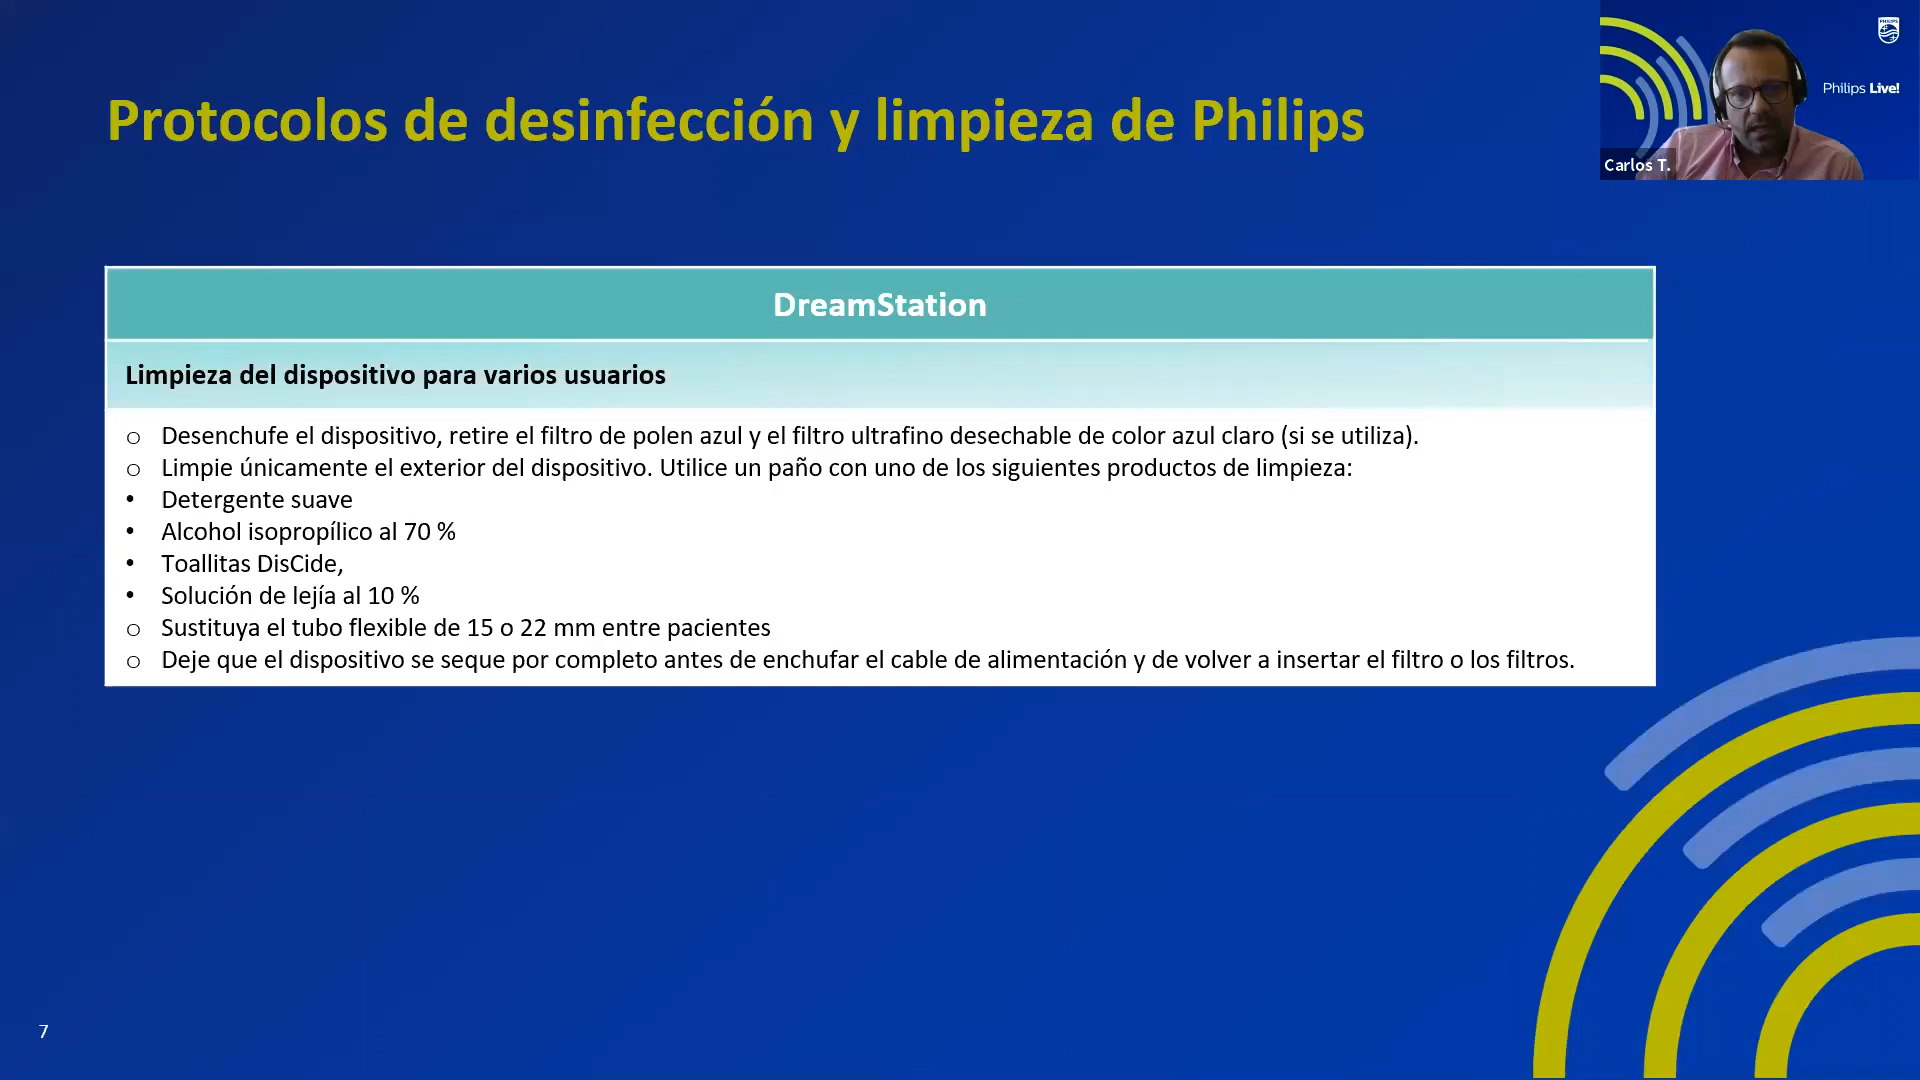 Protocolos de desinfección y limpieza de Philips
PHILIPS
Philips Live!
Carlos T.
DreamStation
Limpieza del dispositivo para varios usuarios
o Desenchufe el dispositivo, retire el filtro de polen azul y el filtro ultrafino desechable de color azul claro (si se utiliza).
o Limpie únicamente el exterior del dispositivo. Utilice un paño con uno de los siguientes productos de limpieza:
• Detergente suave
• Alcohol isopropílico al 70 %
• Toallitas DisCide,
• Solución de lejía al 10 %
o Sustituya el tubo flexible de 15 o 22 mm entre pacientes
o Deje que el dispositivo se seque por completo antes de enchufar el cable de alimentación y de volver a insertar el filtro o los filtros.
7